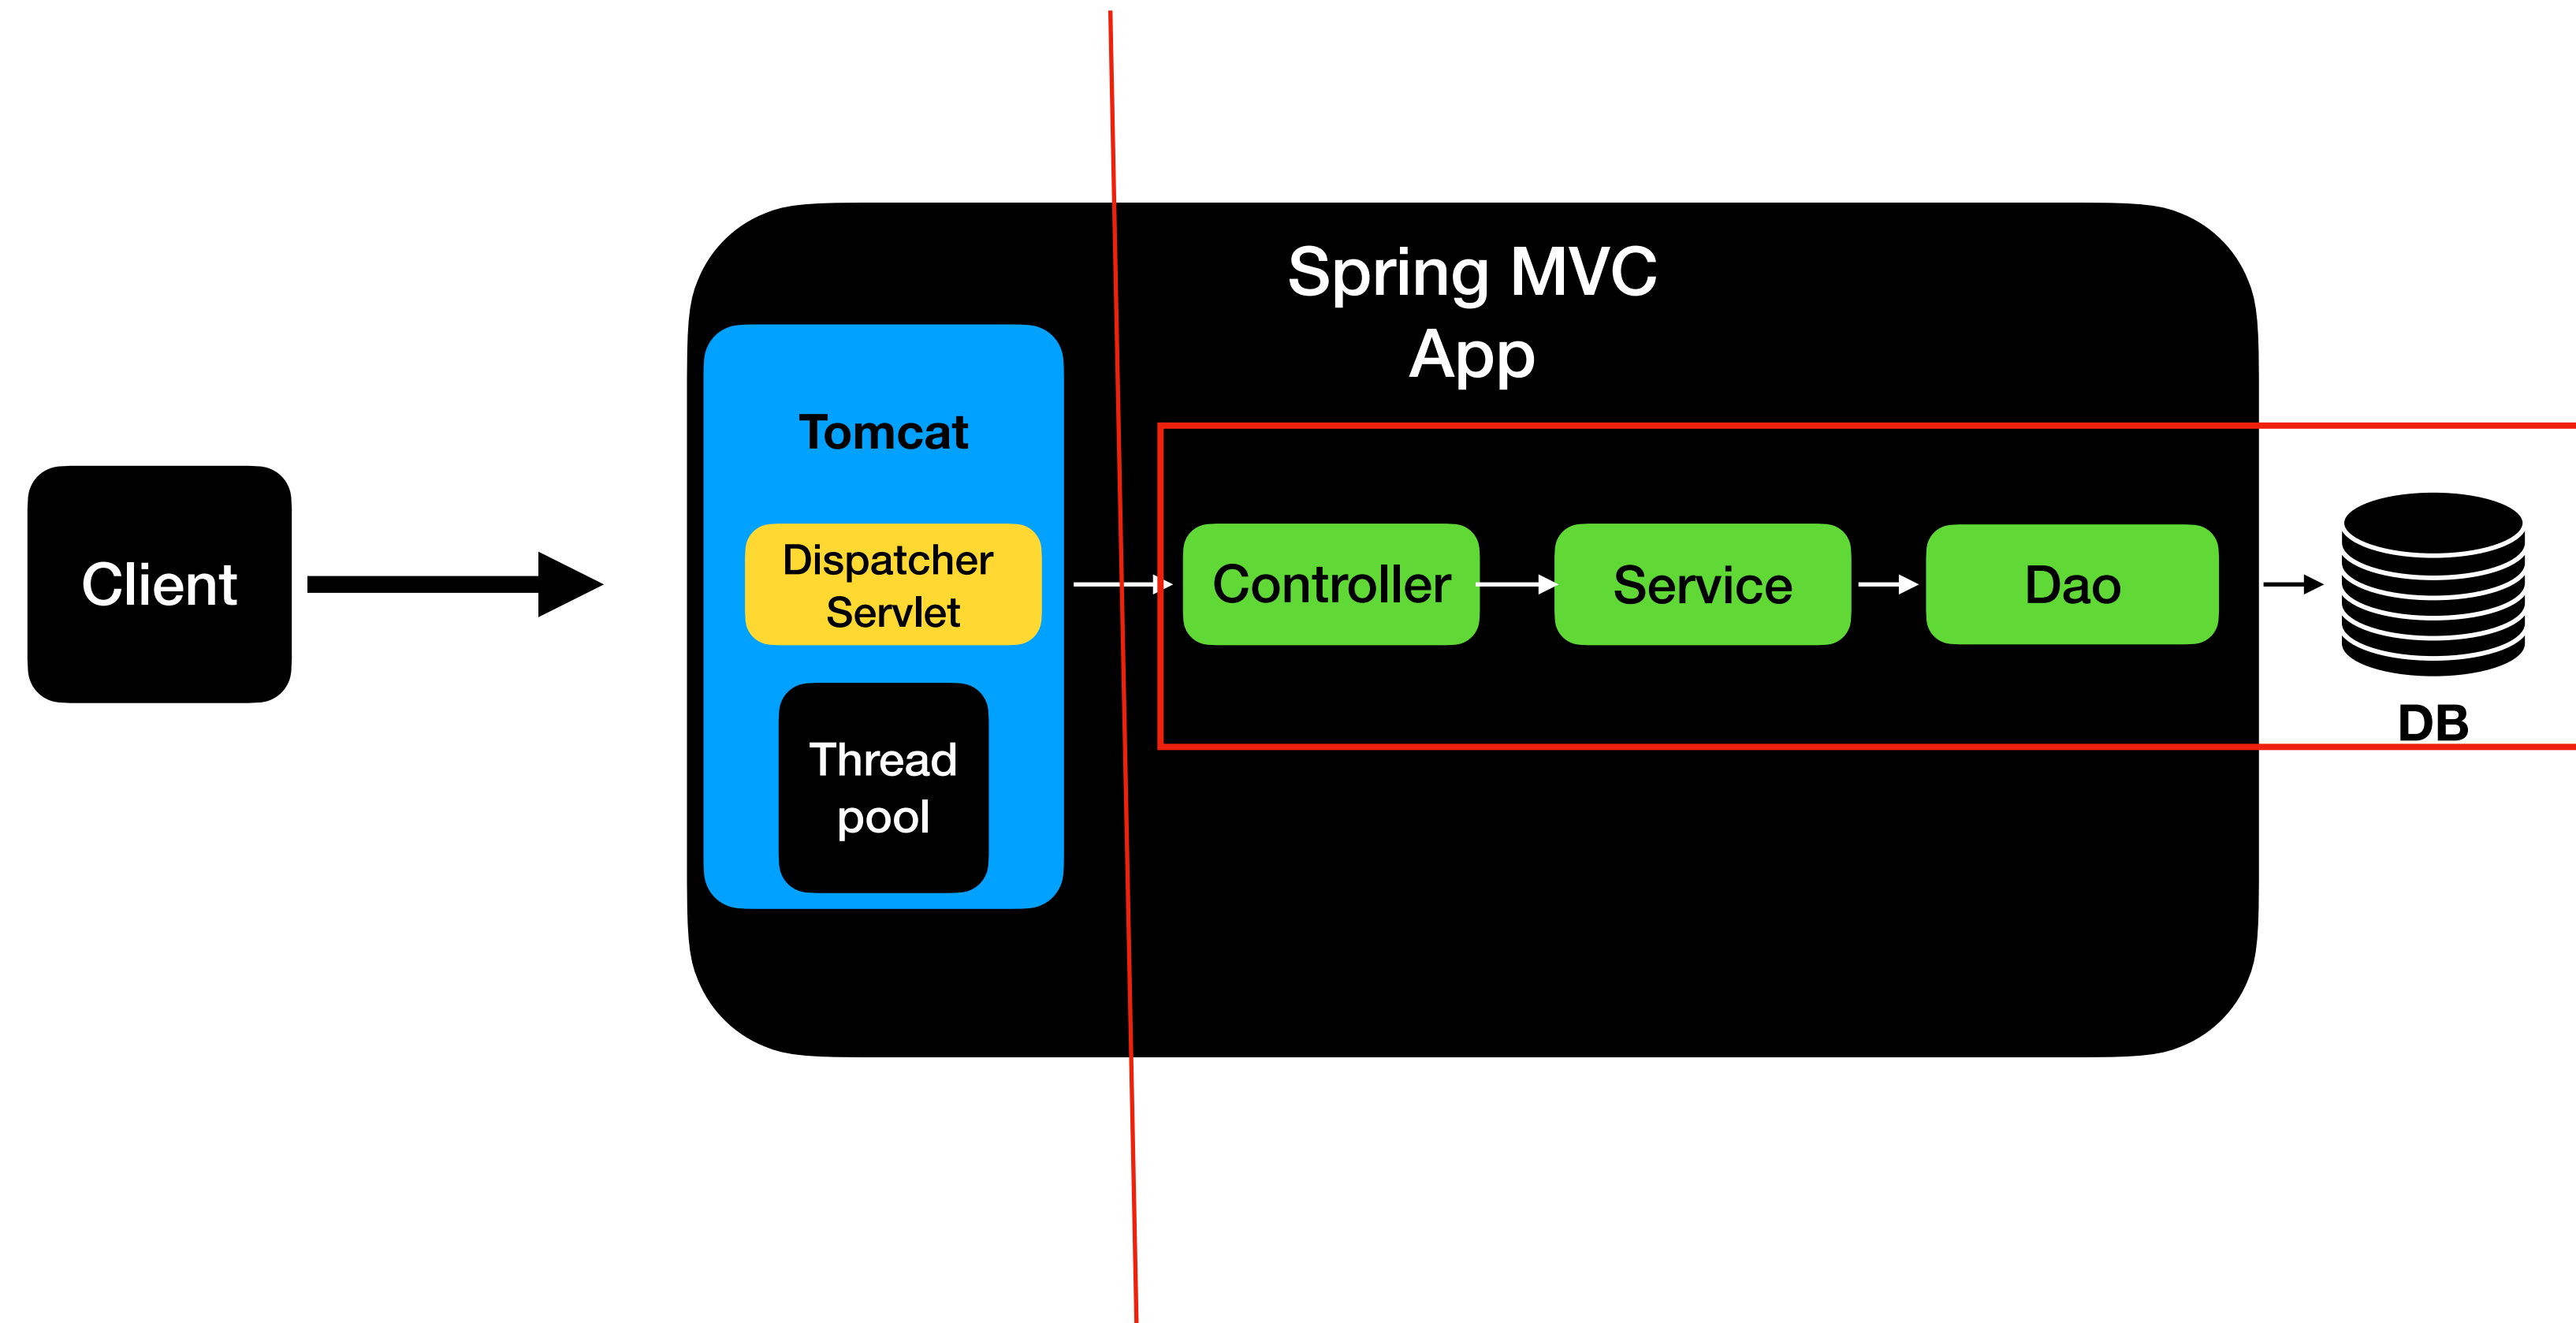 Spring MVC
App
Client
Tomcat
Dispatcher
Servlet
Thread
pool
Controller
Service
Dao
DB